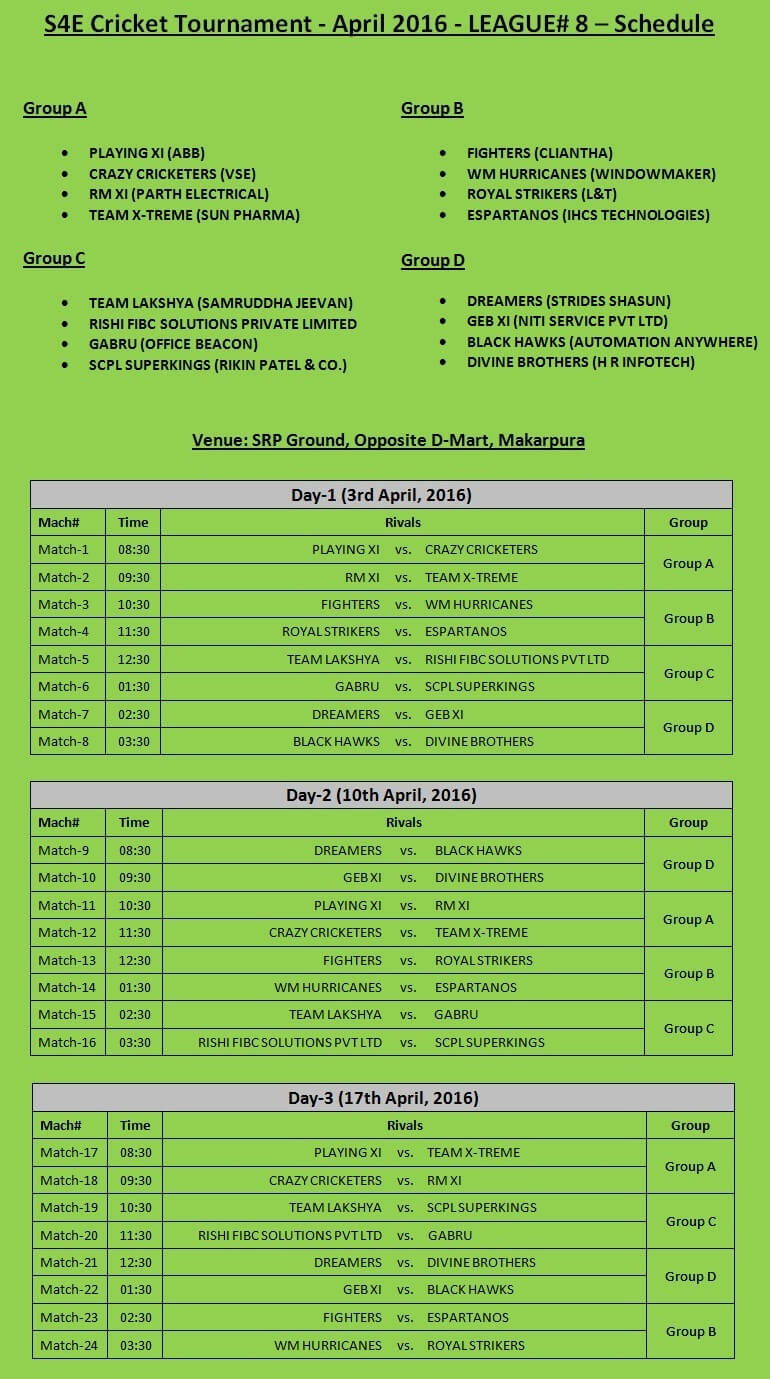 S4E Cricket Tournament - April 2016 - LEAGUE# 8 – Schedule
Group A
• PLAYING XI (ABB)
• CRAZY CRICKETERS (VSE)
• RM XI (PARTH ELECTRICAL)
• TEAM X-TREME (SUN PHARMA)
Group B
• FIGHTERS (CLIANTHA)
• WM HURRICANES (WINDOWMAKER)
• ROYAL STRIKERS (L&T)
• ESPARTANOS (IHCS TECHNOLOGIES)
Group C
• TEAM LAKSHYA (SAMRUDDHA JEEVAN)
• RISHI FIBC SOLUTIONS PRIVATE LIMITED
• GABRU (OFFICE BEACON)
• SCPL SUPERKINGS (RIKIN PATEL & CO.)
Group D
• DREAMERS (STRIDES SHASUN)
• GEB XI (NITI SERVICE PVT LTD)
• BLACK HAWKS (AUTOMATION ANYWHERE)
• DIVINE BROTHERS (H R INFOTECH)
Venue: SRP Ground, Opposite D-Mart, Makarpura
Day-1 (3rd April, 2016)
Mach# Time Rivals Group
Match-1 08:30 PLAYING XI vs. CRAZY CRICKETERS
Group A
Match-2 09:30 RM XI vs. TEAM X-TREME
Match-3 10:30 FIGHTERS vs. WM HURRICANES
Group B
Match-4 11:30 ROYAL STRIKERS vs. ESPARTANOS
Match-5 12:30 TEAM LAKSHYA vs. RISHI FIBC SOLUTIONS PVT LTD
Group C
Match-6 01:30 GABRU vs. SCPL SUPERKINGS
Match-7 02:30 DREAMERS vs. GEB XI
Group D
Match-8 03:30 BLACK HAWKS vs. DIVINE BROTHERS
Day-2 (10th April, 2016)
Mach# Time Rivals Group
Match-9 08:30 DREAMERS vs. BLACK HAWKS
Group D
Match-10 09:30 GEB XI vs. DIVINE BROTHERS
Match-11 10:30 PLAYING XI vs. RM XI
Group A
Match-12 11:30 CRAZY CRICKETERS vs. TEAM X-TREME
Match-13 12:30 FIGHTERS vs. ROYAL STRIKERS
Group B
Match-14 01:30 WM HURRICANES vs. ESPARTANOS
Match-15 02:30 TEAM LAKSHYA vs. GABRU
Group C
Match-16 03:30 RISHI FIBC SOLUTIONS PVT LTD vs. SCPL SUPERKINGS
Day-3 (17th April, 2016)
Mach# Time Rivals Group
Match-17 08:30 PLAYING XI vs. TEAM X-TREME
Group A
Match-18 09:30 CRAZY CRICKETERS vs. RM XI
Match-19 10:30 TEAM LAKSHYA vs. SCPL SUPERKINGS
Group C
Match-20 11:30 RISHI FIBC SOLUTIONS PVT LTD vs. GABRU
Match-21 12:30 DREAMERS vs. DIVINE BROTHERS
Group D
Match-22 01:30 GEB XI vs. BLACK HAWKS
Match-23 02:30 FIGHTERS vs. ESPARTANOS
Group B
Match-24 03:30 WM HURRICANES vs. ROYAL STRIKERS